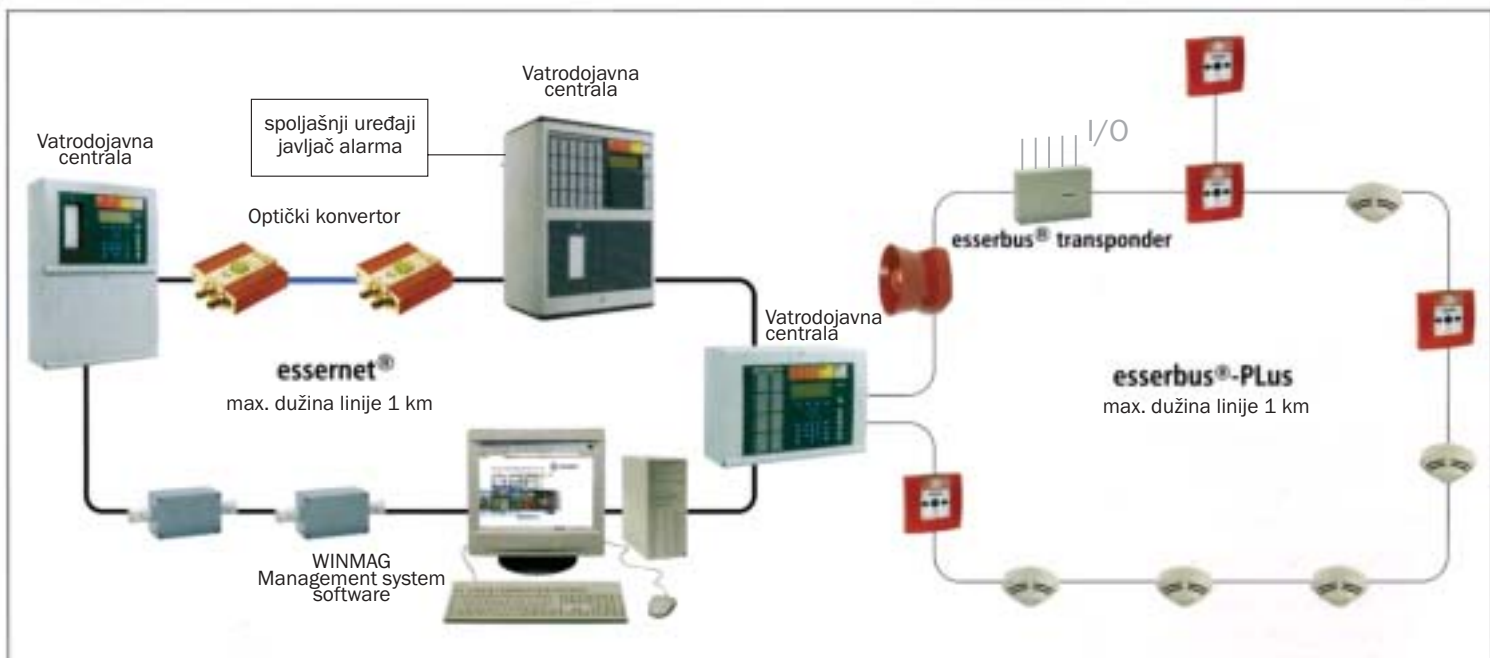 Vatrodojavna
centrala
spoljašnji uređaji
javljač alarma
Vatrodojavna
centrala
Optički konvertor
I/O
esserbus® transponder
Vatrodojavna
centrala
essernet®
max. dužina linije 1 km
esserbus®-PLus
max. dužina linije 1 km
WINMAG
Management system
software